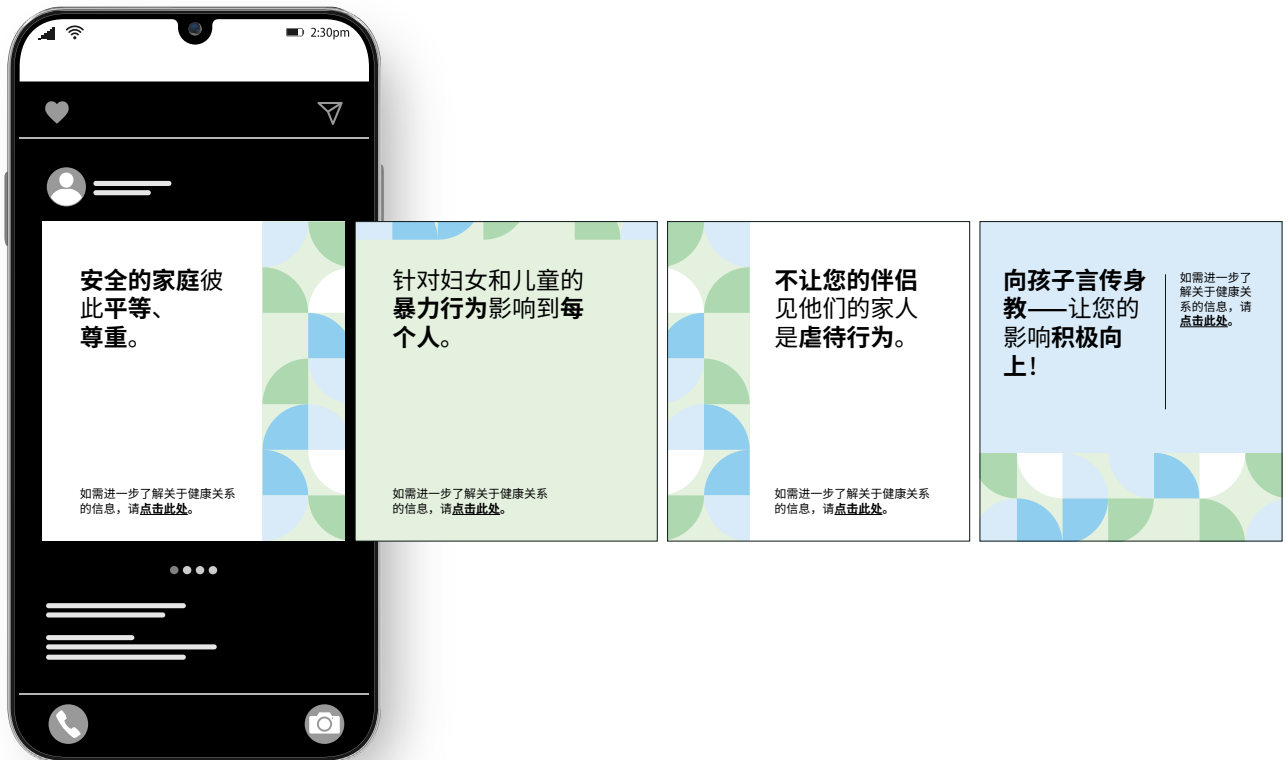 2:30pm
安全的家庭彼
此平等、
尊重。
如需进一步了解关于健康关系
的信息，请点击此处。
针对妇女和儿童的
暴力行为影响到每
个人。
如需进一步了解关于健康关系
的信息，请点击此处。
不让您的伴侣
见他们的家人
是虐待行为。
如需进一步了解关于健康关系
的信息，请点击此处。
向孩子言传身
教——让您的
影响积极向
上！
如需进一步了
解关于健康关
系的信息，请
点击此处。